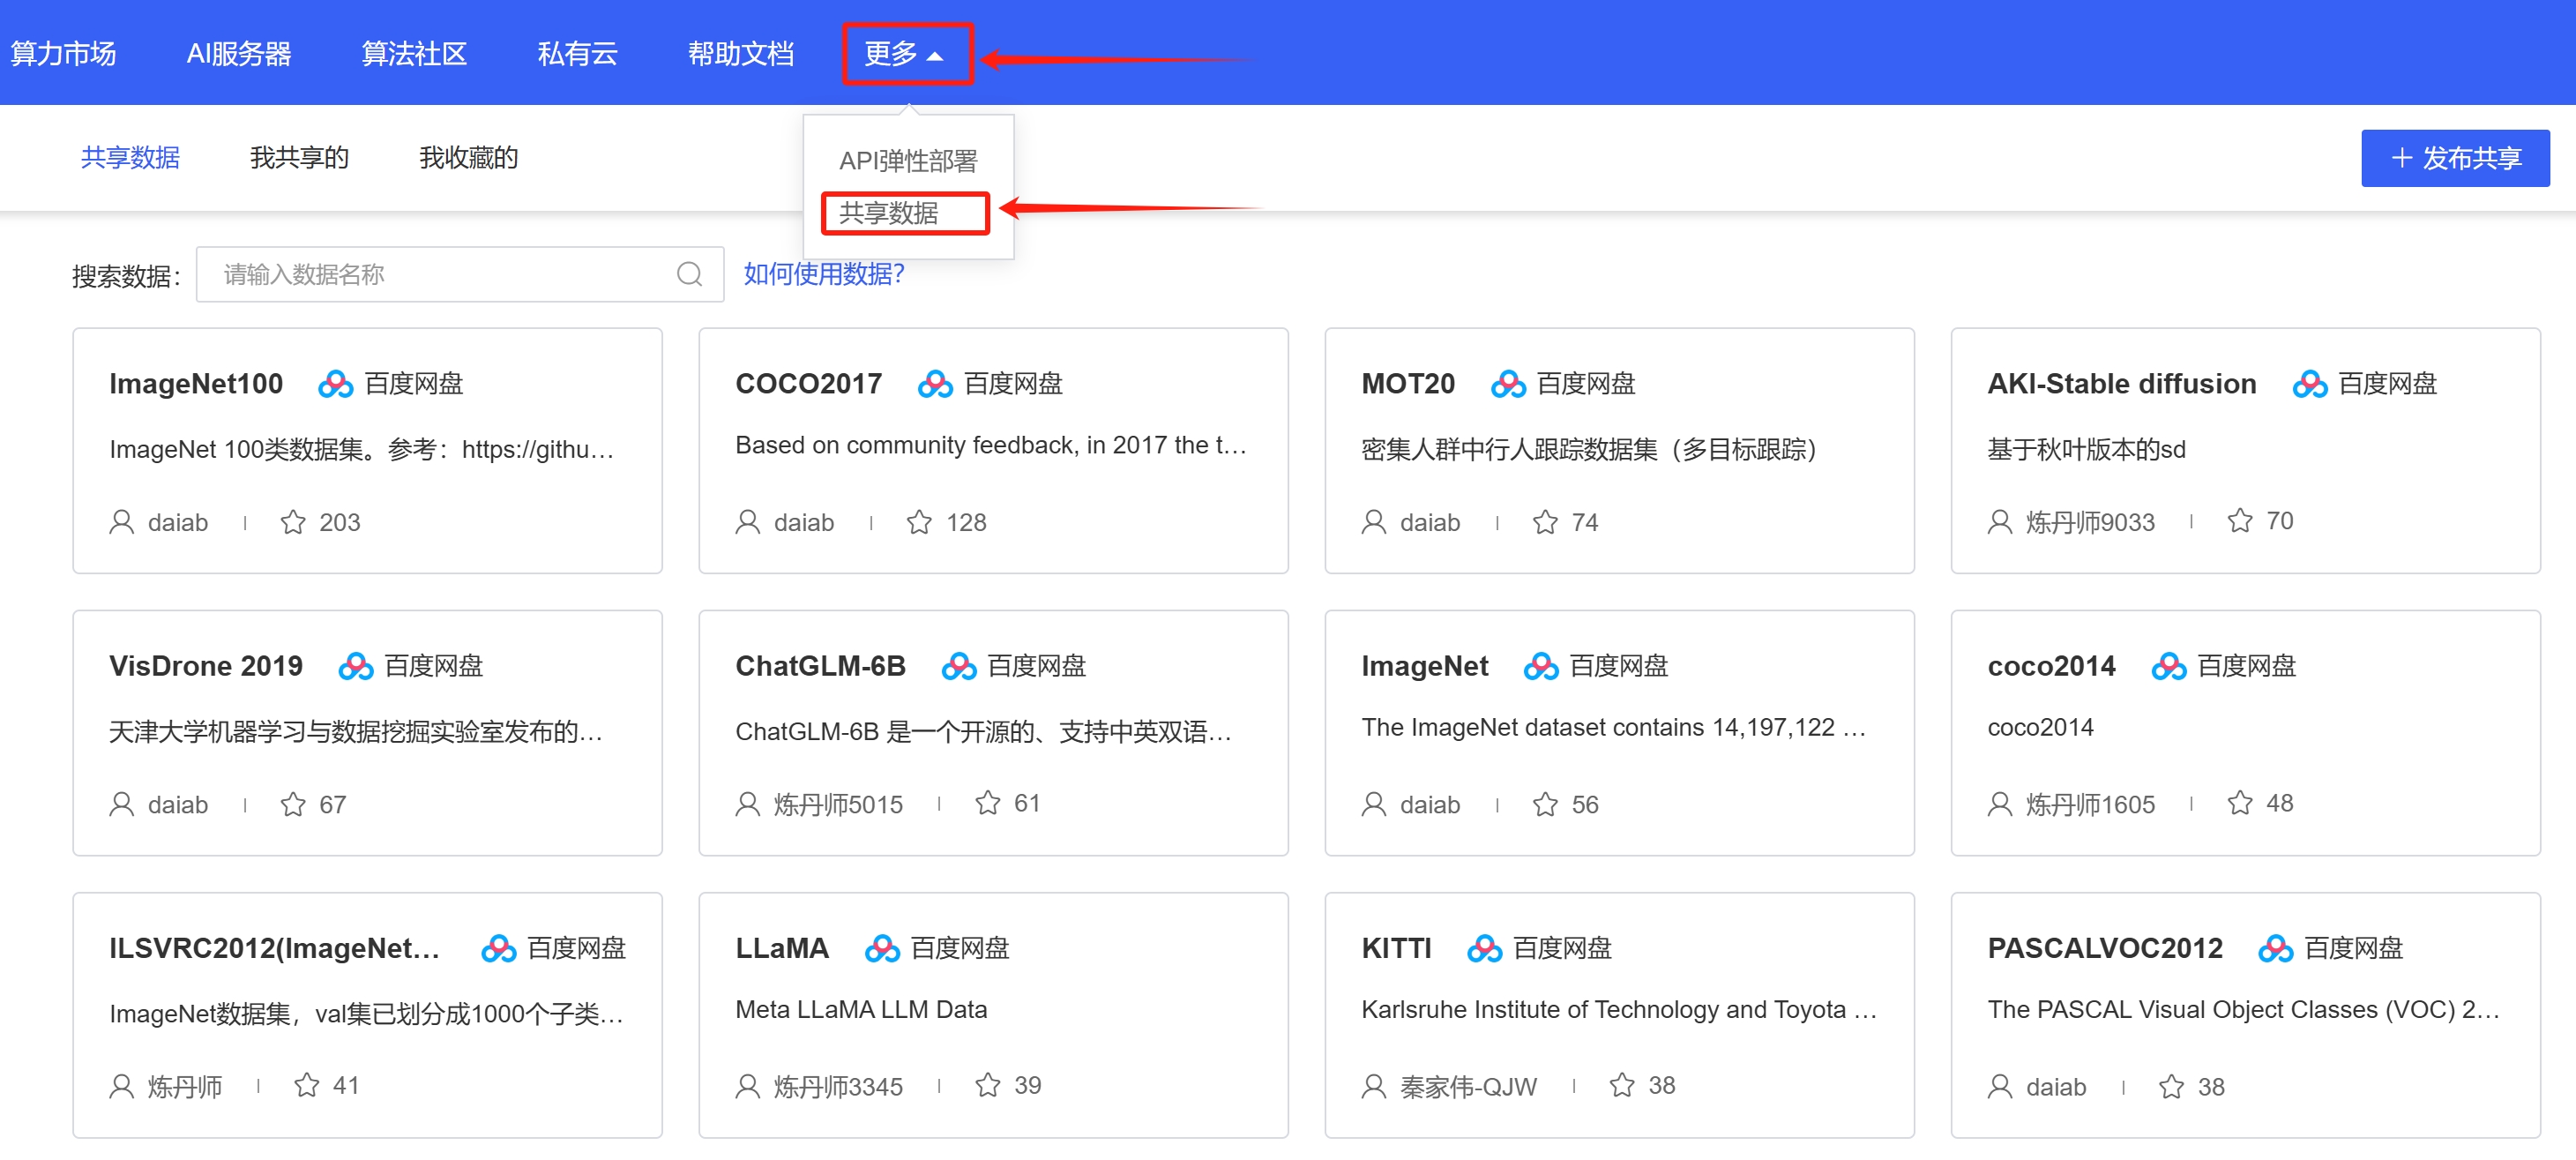 算力市场 AI服务器 算法社区 私有云 帮助文档 更多
API弹性部署
共享数据
共享数据 我共享的 我收藏的 发布共享
搜索数据： 请输入数据名称 如何使用数据？
ImageNet100 百度网盘
ImageNet 100类数据集。参考：https://githu...
daiab 203
COCO2017 百度网盘
Based on community feedback, in 2017 the t...
daiab 128
MOT20 百度网盘
密集人群中行人跟踪数据集（多目标跟踪）
daiab 74
AKI-Stable diffusion 百度网盘
基于秋叶版本的sd
炼丹师9033 70
VisDrone 2019 百度网盘
天津大学机器学习与数据挖掘实验室发布的...
daiab 67
ChatGLM-6B 百度网盘
ChatGLM-6B 是一个开源的、支持中英双语...
炼丹师5015 61
ImageNet 百度网盘
The ImageNet dataset contains 14,197,122 ...
daiab 56
coco2014 百度网盘
coco2014
炼丹师1605 48
ILSVRC2012(ImageNet... 百度网盘
ImageNet数据集，val集已划分成1000个子类...
炼丹师 41
LLaMA 百度网盘
Meta LLaMA LLM Data
炼丹师3345 39
KITTI 百度网盘
Karlsruhe Institute of Technology and Toyota ...
秦家伟-QJW 38
PASCALVOC2012 百度网盘
The PASCAL Visual Object Classes (VOC) 2...
daiab 38